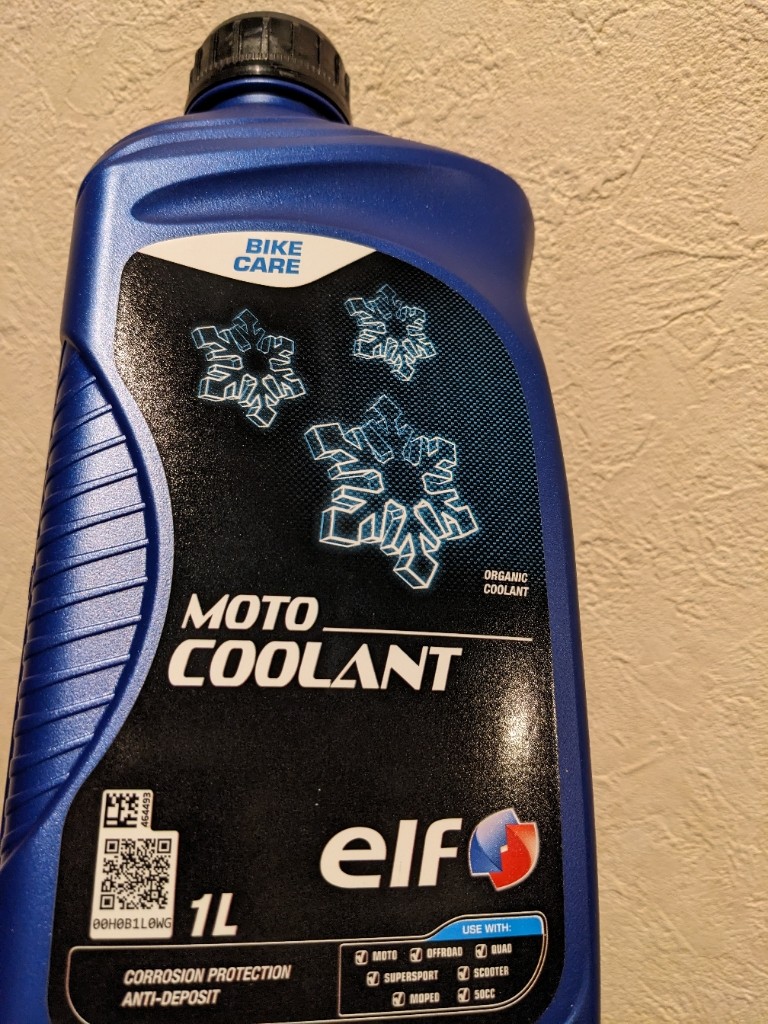 BIKE
CARE
ORGANIC
COOLANT
MOTO
COOLANT
464493
elf
00H0B1L0WG
1L
USE WITH:
MOTO OFFROAD QUAD
SUPERSPORT SCOOTER
MOPED 50CC
CORROSION PROTECTION
ANTI-DEPOSIT